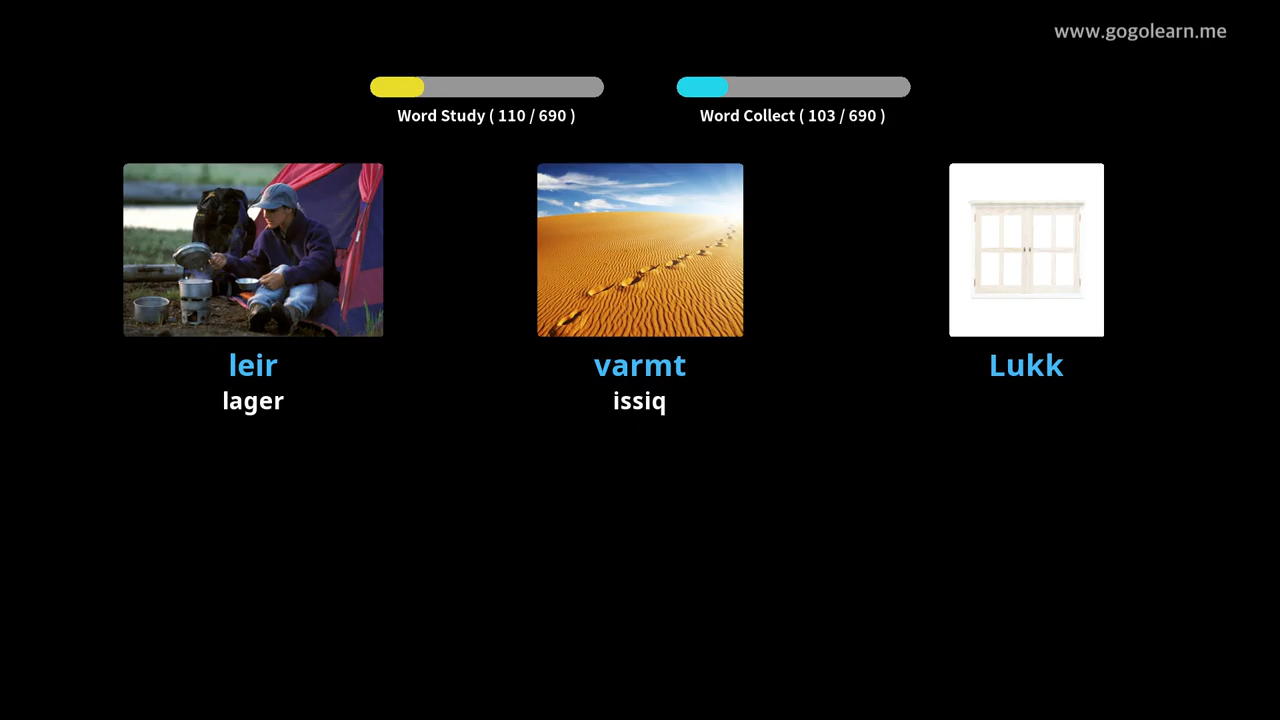 www.gogolearn.me
Word Study ( 110 / 690 )
Word Collect ( 103 / 690 )
leir
varmt
Lukk
lager
issiq